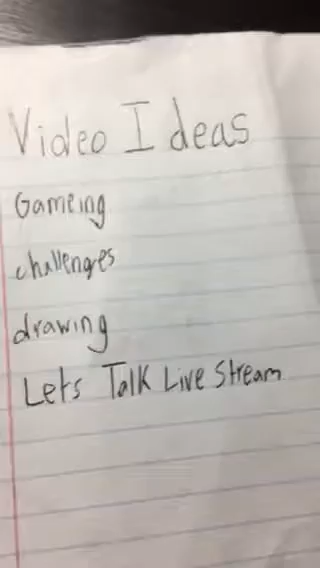 Video Ideas
Gameing
challenges
drawing
Lets Talk Live Stream